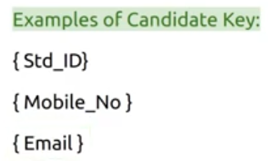 Examples of Candidate Key:
{ Std_ID}
{ Mobile_No }
{ Email }